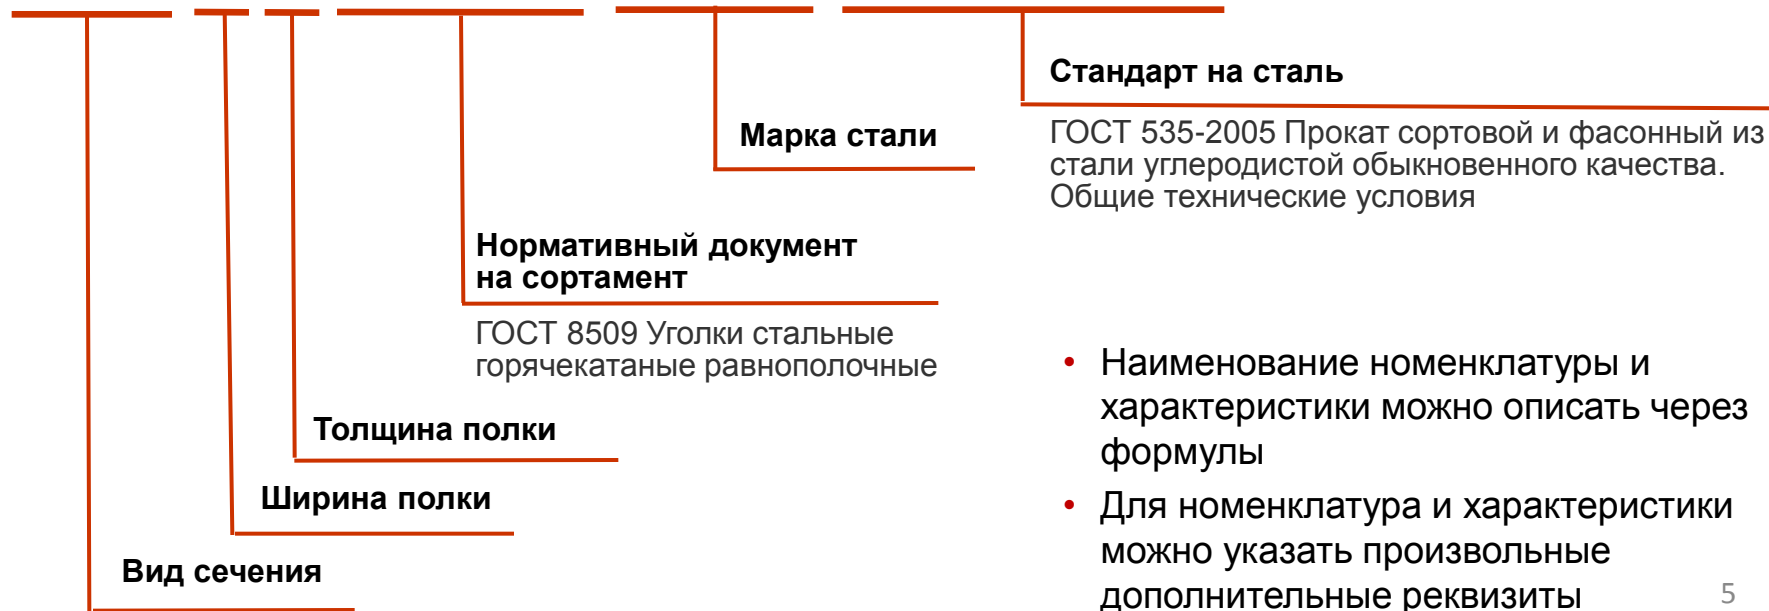 Стандарт на сталь
ГОСТ 535-2005 Прокат сортовой и фасонный из
стали углеродистой обыкновенного качества.
Общие технические условия
Марка стали
Нормативный документ
на сортамент
ГОСТ 8509 Уголки стальные
горячекатаные равнополочные
Толщина полки
Ширина полки
Вид сечения
• Наименование номенклатуры и
характеристики можно описать через
формулы
• Для номенклатура и характеристики
можно указать произвольные
дополнительные реквизиты
5